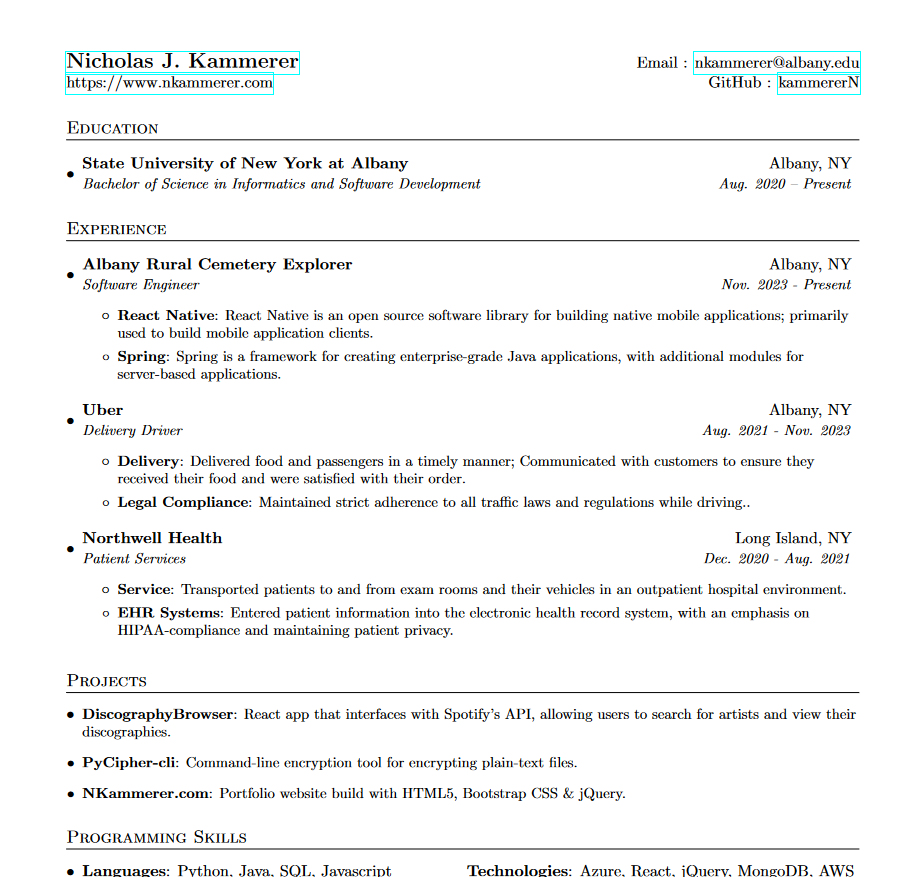 Nicholas J. Kammerer Email : nkammerer@albany.edu
https://www.nkammerer.com GitHub : kammererN
Education
• State University of New York at Albany Albany, NY
Bachelor of Science in Informatics and Software Development Aug. 2020 – Present
Experience
• Albany Rural Cemetery Explorer Albany, NY
Software Engineer Nov. 2023 - Present
◦ React Native: React Native is an open source software library for building native mobile applications; primarily
used to build mobile application clients.
◦ Spring: Spring is a framework for creating enterprise-grade Java applications, with additional modules for
server-based applications.
• Uber Albany, NY
Delivery Driver Aug. 2021 - Nov. 2023
◦ Delivery: Delivered food and passengers in a timely manner; Communicated with customers to ensure they
received their food and were satisfied with their order.
◦ Legal Compliance: Maintained strict adherence to all traffic laws and regulations while driving..
• Northwell Health Long Island, NY
Patient Services Dec. 2020 - Aug. 2021
◦ Service: Transported patients to and from exam rooms and their vehicles in an outpatient hospital environment.
◦ EHR Systems: Entered patient information into the electronic health record system, with an emphasis on
HIPAA-compliance and maintaining patient privacy.
Projects
• DiscographyBrowser: React app that interfaces with Spotify's API, allowing users to search for artists and view their
discographies.
• PyCipher-cli: Command-line encryption tool for encrypting plain-text files.
• NKammerer.com: Portfolio website build with HTML5, Bootstrap CSS & jQuery.
Programming Skills
• Languages: Python, Java, SQL, Javascript Technologies: Azure, React, jQuery, MongoDB, AWS